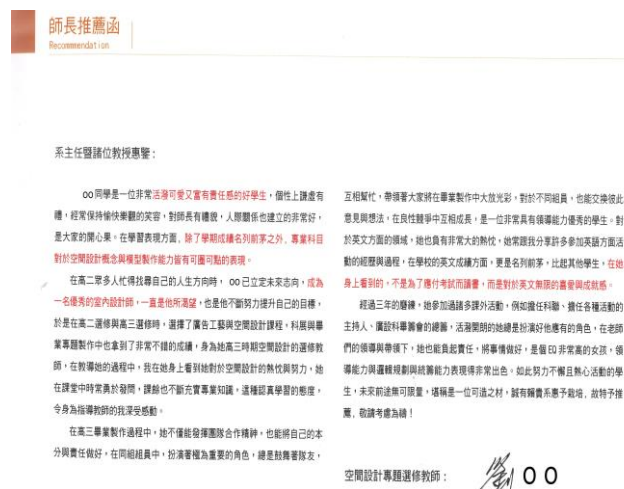 師長推薦函
Recommendation
系主任暨諸位教授惠鑒：
oo同學是一位非常活潑可愛又富有責任感的好學生，個性上謙虛有
禮，經常保持愉快樂觀的笑容，對師長有禮貌，人際關係也建立的非常好，
是大家的開心果。在學習表現方面，除了學期成績名列前茅之外，專業科目
對於空間設計概念與模型製作能力皆有可圈可點的表現。
在高二眾多人忙得找尋自己的人生方向時， oo已立定未來志向，成為
一名優秀的室內設計師，一直是他所渴望，也是他不斷努力提升自己的目標，
於是在高二選修與高三選修時，選擇了廣告工藝與空間設計課程，科展與畢
業專題製作中也拿到了非常不錯的成績，身為她高三時期空間設計的選修教
師，在教導她的過程中，我在她身上看到她對於空間設計的熱忱與努力，她
在課堂中時常勇於發問，課餘也不斷充實專業知識，這種認真學習的態度，
令身為指導教師的我深受感動。
在高三畢業製作過程中，她不僅能發揮團隊合作精神，也能將自己的本
分與責任做好，在同組組員中，扮演著極為重要的角色，總是鼓舞著隊友，
互相幫忙，帶領著大家將在畢業製作中大放光彩，對於不同組員，也能交換彼此
意見與想法，在良性競爭中互相成長，是一位非常具有領導能力優秀的學生。對
於英文方面的領域，她也負有非常大的熱忱，她常跟我分享許多參加英語方面活
動的經歷與過程，在學校的英文成績方面，更是名列前茅，比起其他學生，在她
身上看到的，不是為了應付考試而讀書，而是對於英文無限的喜愛與成就感。
經過三年的磨練，她參加過諸多課外活動，例如擔任科聯、擔任各種活動的
主持人、廣設科畢籌會的總籌，活潑開朗的她總是扮演好他應有的角色，在老師
們的領導與帶領下，她也能負起責任，將事情做好，是個EQ非常高的女孩，領
導能力與邏輯規劃與統籌能力表現得非常出色。如此努力不懈且熱心活動的學
生，未來前途無可限量，堪稱是一位可造之材，誠有賴貴系惠予栽培，故特予推
薦，敬請考慮為禱！
空間設計專題選修教師：劉OO